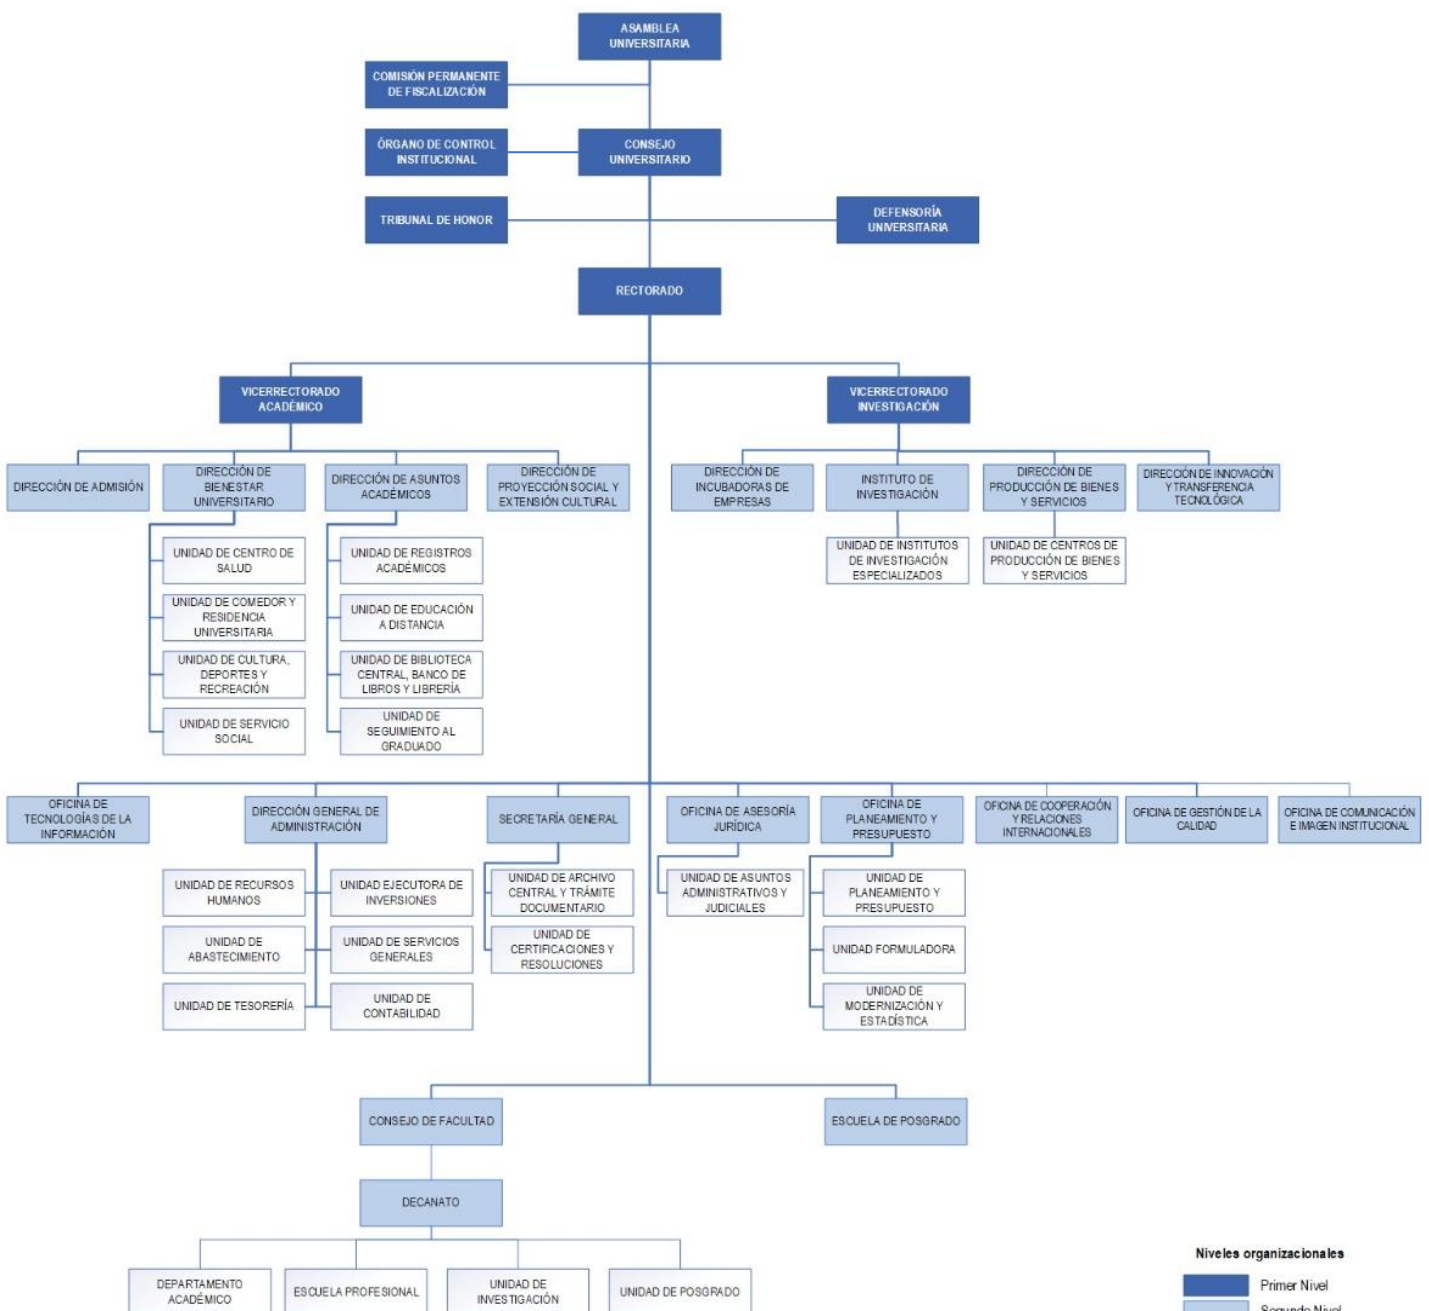 ASAMBLEA
UNIVERSITARIA
COMISIÓN PERMANENTE
DE FISCALIZACIÓN
ÓRGANO DE CONTROL
INSTITUCIONAL
CONSEJO
UNIVERSITARIO
TRIBUNAL DE HONOR
DEFENSORÍA
UNIVERSITARIA
RECTORADO
VICERRECTORADO
ACADÉMICO
VICERRECTORADO
INVESTIGACIÓN
DIRECCIÓN DE ADMISIÓN
DIRECCIÓN DE
BIENESTAR
UNIVERSITARIO
DIRECCIÓN DE ASUNTOS
ACADÉMICOS
DIRECCIÓN DE
PROYECCIÓN SOCIAL Y
EXTENSIÓN CULTURAL
DIRECCIÓN DE
INCUBADORAS DE
EMPRESAS
INSTITUTO DE
INVESTIGACIÓN
DIRECCIÓN DE
PRODUCCIÓN DE BIENES
Y SERVICIOS
DIRECCIÓN DE INNOVACIÓN
Y TRANSFERENCIA
TECNOLÓGICA
UNIDAD DE CENTRO DE
SALUD
UNIDAD DE COMEDOR Y
RESIDENCIA
UNIVERSITARIA
UNIDAD DE CULTURA,
DEPORTES Y
RECREACIÓN
UNIDAD DE SERVICIO
SOCIAL
UNIDAD DE REGISTROS
ACADÉMICOS
UNIDAD DE EDUCACIÓN
A DISTANCIA
UNIDAD DE BIBLIOTECA
CENTRAL, BANCO DE
LIBROS Y LIBRERÍA
UNIDAD DE
SEGUIMIENTO AL
GRADUADO
UNIDAD DE INSTITUTOS
DE INVESTIGACIÓN
ESPECIALIZADOS
UNIDAD DE CENTROS DE
PRODUCCIÓN DE BIENES
Y SERVICIOS
OFICINA DE
TECNOLOGÍAS DE LA
INFORMACIÓN
DIRECCIÓN GENERAL DE
ADMINISTRACIÓN
SECRETARÍA GENERAL
OFICINA DE ASESORÍA
JURÍDICA
OFICINA DE
PLANEAMIENTO Y
PRESUPUESTO
OFICINA DE COOPERACIÓN
Y RELACIONES
INTERNACIONALES
OFICINA DE GESTIÓN DE LA
CALIDAD
OFICINA DE COMUNICACIÓN
E IMAGEN INSTITUCIONAL
UNIDAD DE RECURSOS
HUMANOS
UNIDAD EJECUTORA DE
INVERSIONES
UNIDAD DE
ABASTECIMIENTO
UNIDAD DE SERVICIOS
GENERALES
UNIDAD DE TESORERÍA
UNIDAD DE
CONTABILIDAD
UNIDAD DE ARCHIVO
CENTRAL Y TRÁMITE
DOCUMENTARIO
UNIDAD DE
CERTIFICACIONES Y
RESOLUCIONES
UNIDAD DE ASUNTOS
ADMINISTRATIVOS Y
JUDICIALES
UNIDAD DE
PLANEAMIENTO Y
PRESUPUESTO
UNIDAD FORMULADORA
UNIDAD DE
MODERNIZACIÓN Y
ESTADÍSTICA
CONSEJO DE FACULTAD
ESCUELA DE POSGRADO
DECANATO
DEPARTAMENTO
ACADÉMICO
ESCUELA PROFESIONAL
UNIDAD DE
INVESTIGACIÓN
UNIDAD DE POSGRADO
Niveles organizacionales
Primer Nivel
Segundo Nivel